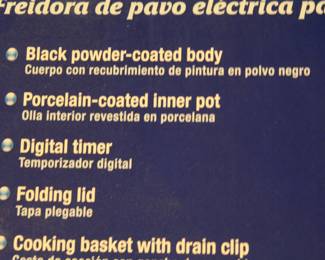 Freidora de pavo eléctrica
Black powder-coated body
Cuerpo con recubrimiento de pintura en polvo negro
Porcelain-coated inner pot
Olla interior revestida en porcelana
Digital timer
Temporizador digital
Folding lid
Tapa plegable
Cooking basket with drain clip